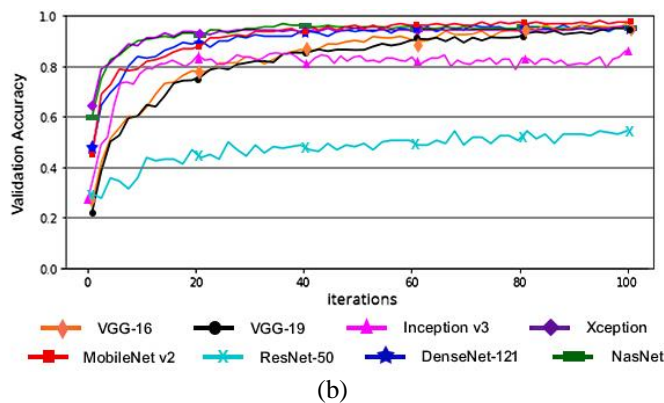 1.0
0.8
0.6
0.4
0.2
0.0
Validation Accuracy
0 20 40 60 80 100
iterations
VGG-16 VGG-19 Inception v3 Xception
MobileNet v2 ResNet-50 DenseNet-121 NasNet
(b)